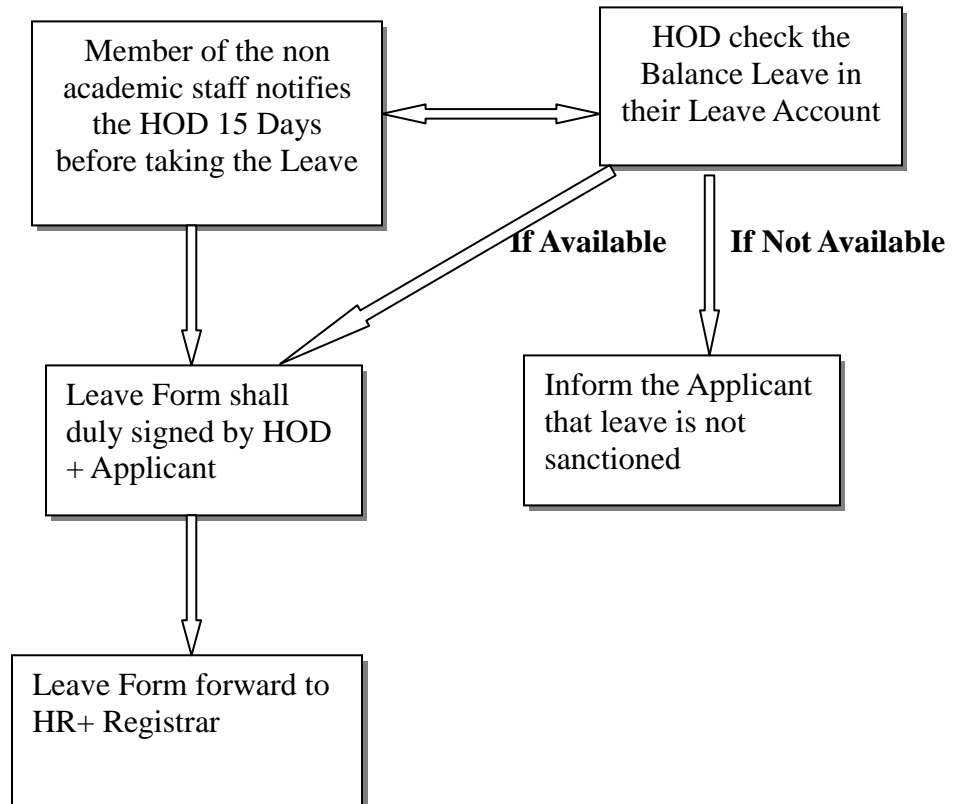 Member of the non
academic staff notifies
the HOD 15 Days
before taking the Leave
HOD check the
Balance Leave in
their Leave Account
If Available
If Not Available
Leave Form shall
duly signed by HOD
+ Applicant
Inform the Applicant
that leave is not
sanctioned
Leave Form forward to
HR+ Registrar